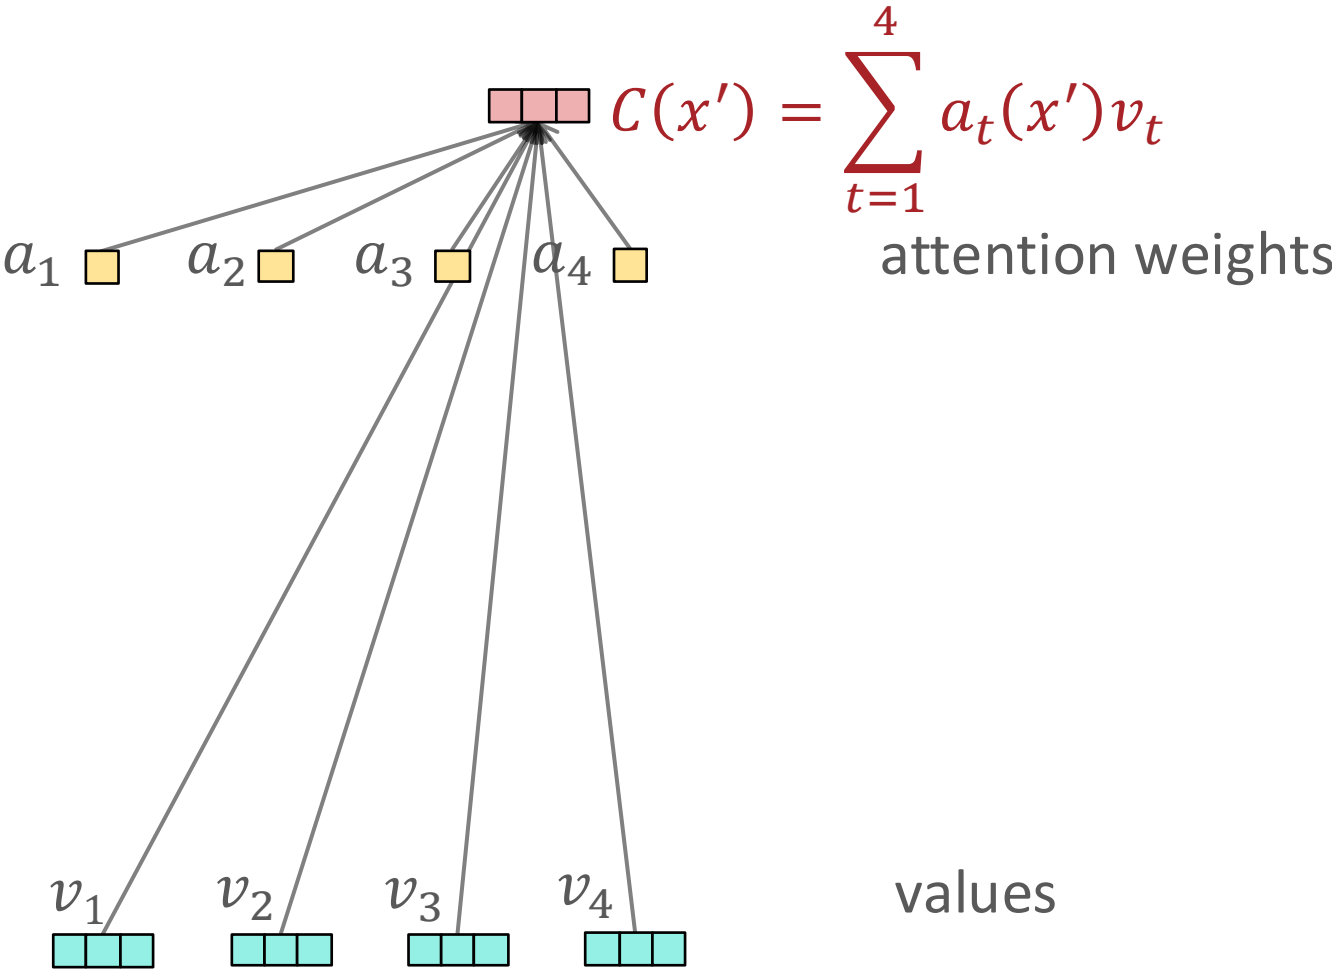 C(x′) = ∑_{t=1}^{4} a_t(x′)v_t
a_1 a_2 a_3 a_4 attention weights
v_1 v_2 v_3 v_4 values